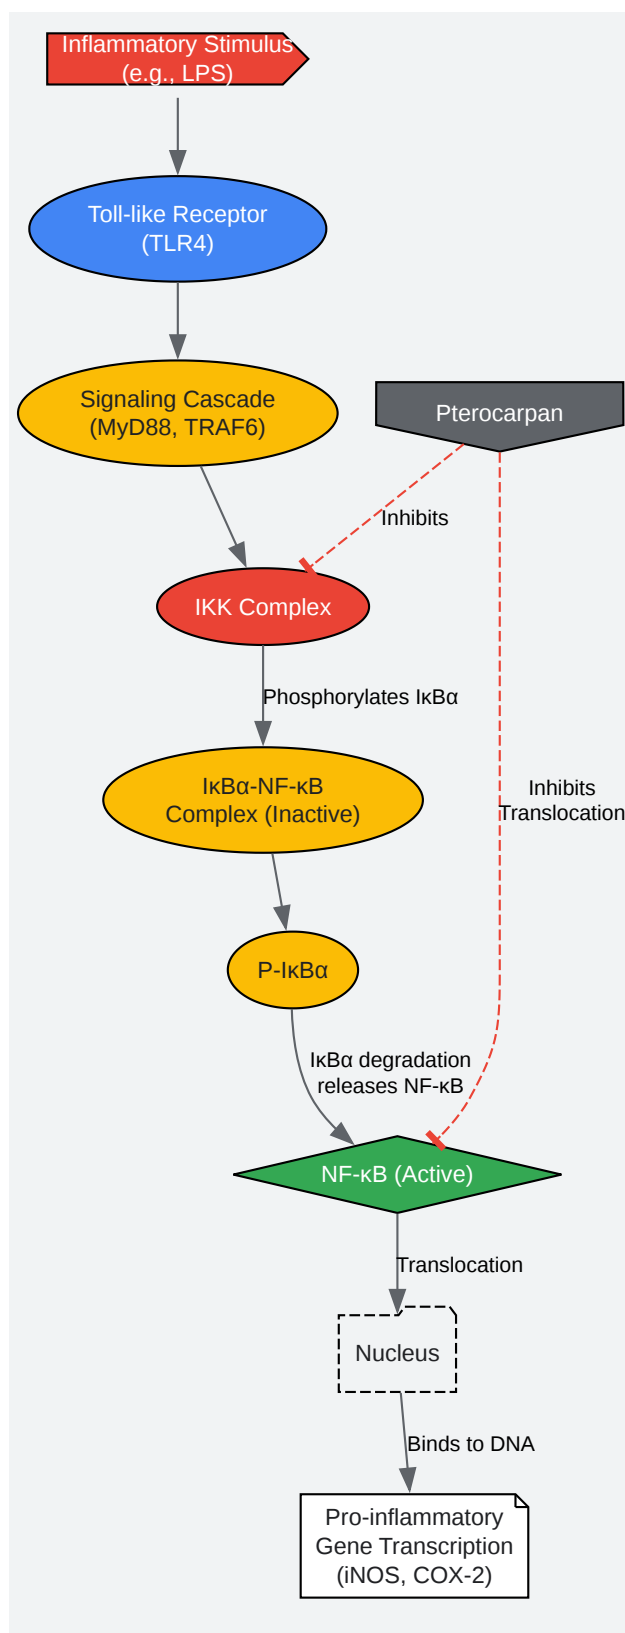 Inflammatory Stimulus
(e.g., LPS)
Toll-like Receptor
(TLR4)
Signaling Cascade
(MyD88, TRAF6)
Pterocarpan
Inhibits
IKK Complex
Phosphorylates IκBα
IκBα-NF-κB
Complex (Inactive)
Inhibits
Translocation
P-IκBα
IκBα degradation
releases NF-κB
NF-κB (Active)
Translocation
Nucleus
Binds to DNA
Pro-inflammatory
Gene Transcription
(iNOS, COX-2)